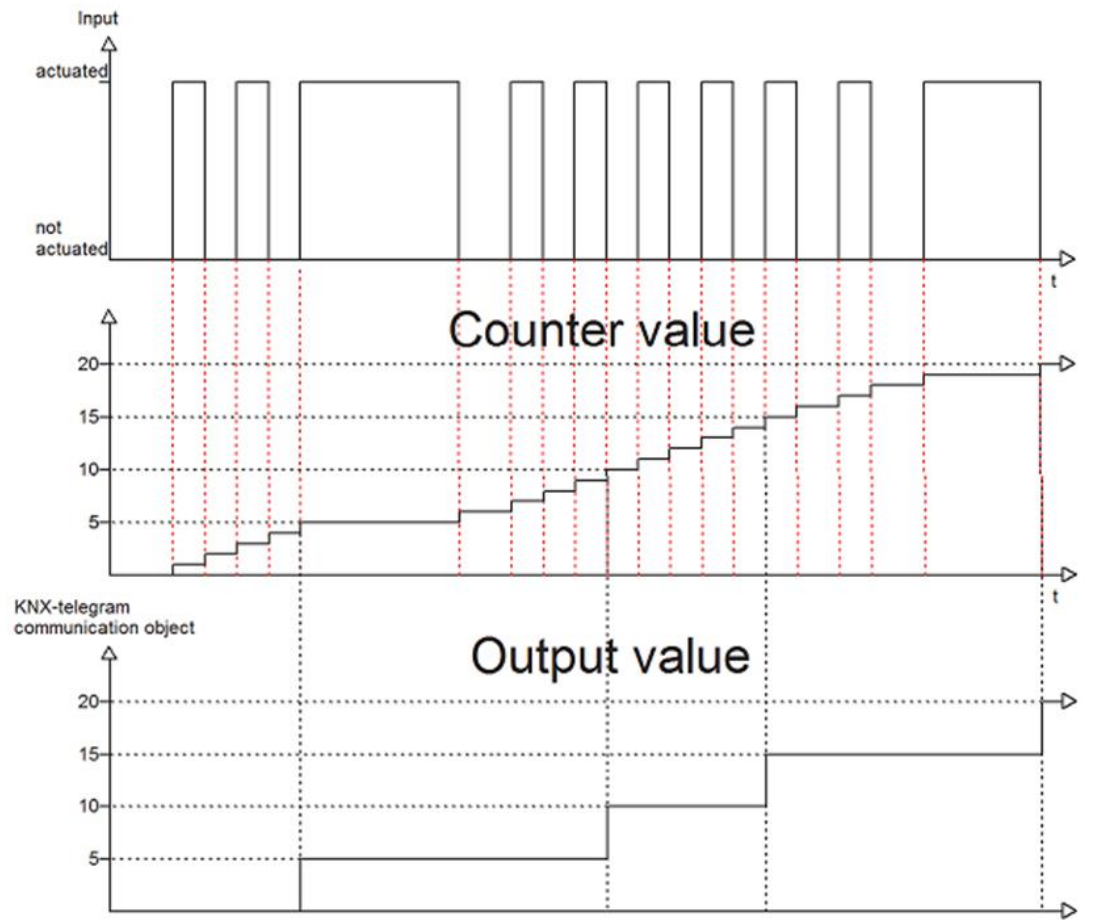 Input
actuated
not
actuated
t
Counter value
20
15
10
5
t
KNX-telegram
communication object
Output value
20
15
10
5